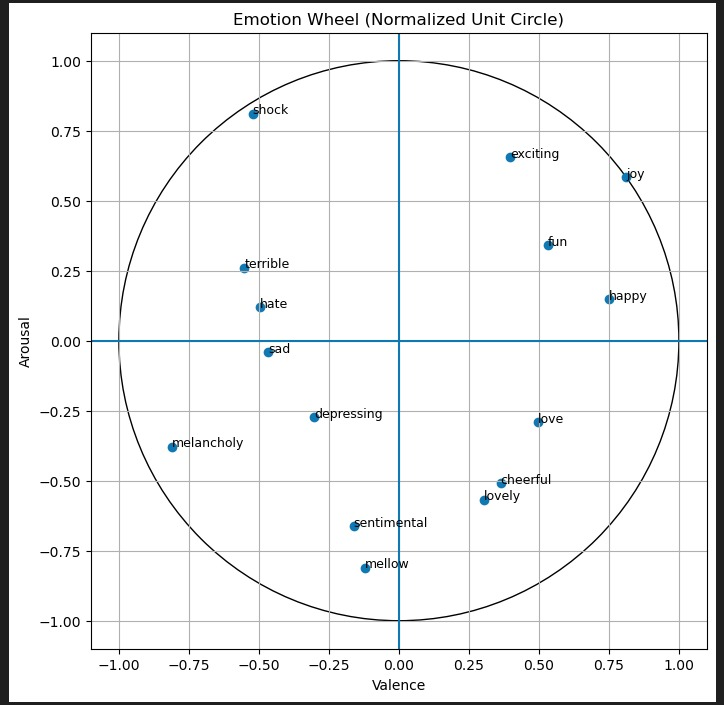 Emotion Wheel (Normalized Unit Circle)
1.00
0.75
0.50
0.25
0.00
−0.25
−0.50
−0.75
−1.00
Arousal
shock
exciting
joy
fun
terrible
happy
hate
sad
depressing
love
melancholy
cheerful
lovely
sentimental
mellow
−1.00 −0.75 −0.50 −0.25 0.00 0.25 0.50 0.75 1.00
Valence